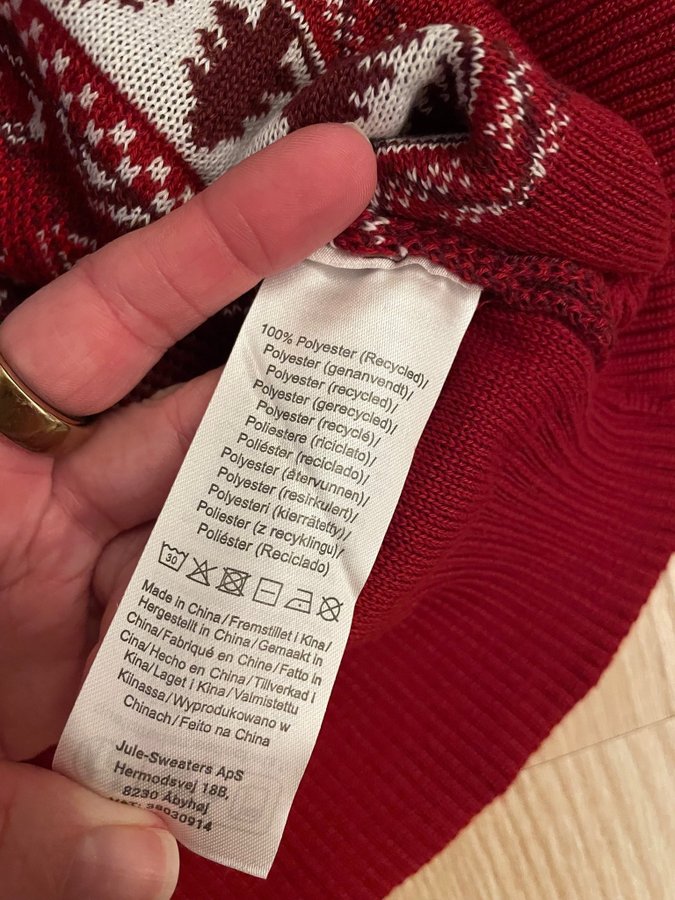 100% Polyester (Recycled)/
Polyester (genanvendt)/
Polyester (recycled)/
Polyester (gerecycled)/
Polyester (recyclé)/
Poliestere (riciclato)/
Poliéster (reciclado)/
Polyester (återvunnen)/
Polyester (resirkulert)/
Polyesteri (kierrätetty)/
Poliester (z recyklingu)/
Poliéster (Reciclado)
30
Made in China/Fremstillet i Kina/
Hergestellt in China/Gemaakt in
China/Fabriqué en Chine/Fatto in
Cina/Hecho en China/Tillverkad i
Kina/Laget i Kina/Valmistettu
Kiinassa/Wyprodukowano w
Chinach/Feito na China
Jule-Sweaters ApS
Hermodsvej 18B,
8230 Åbyhøj
VAT: 38930914